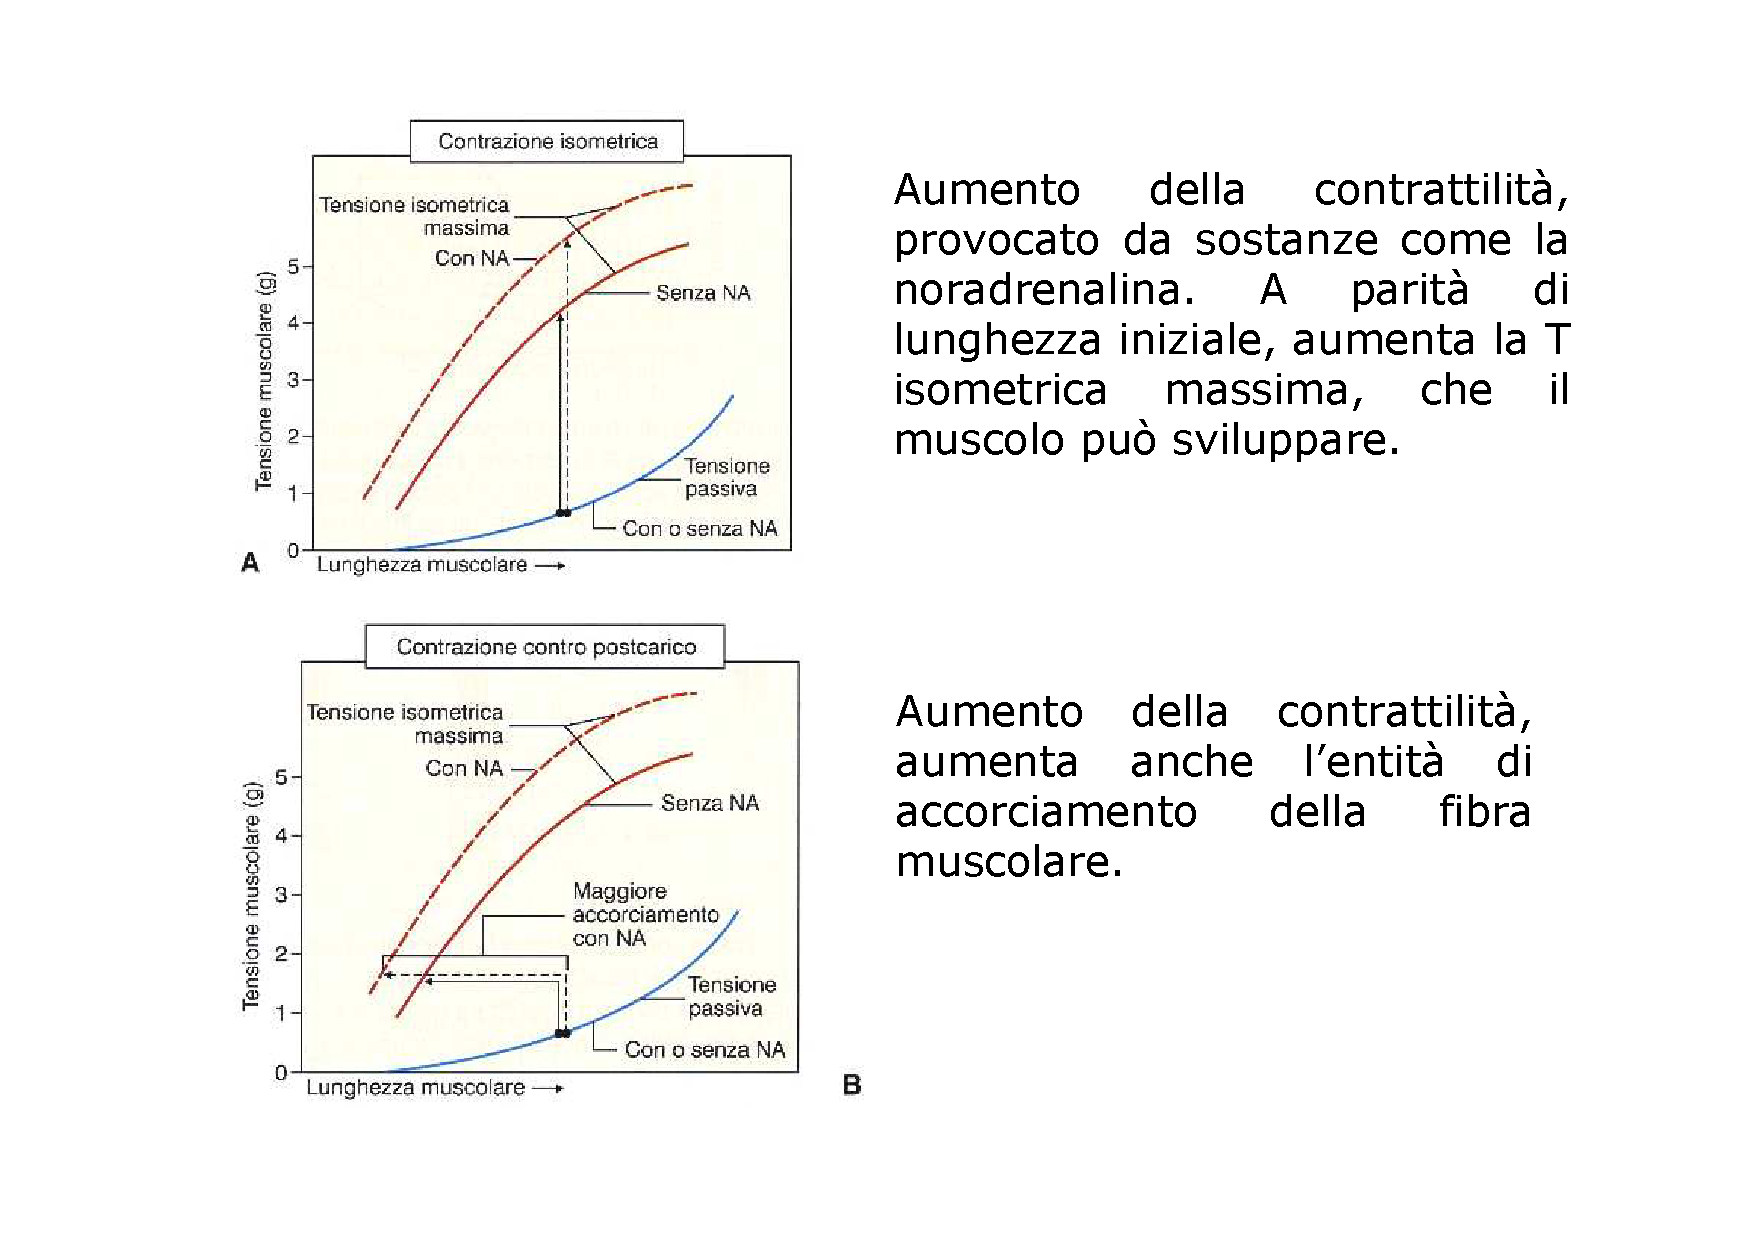 Contrazione isometrica
Tensione isometrica
massima
Con NA
Senza NA
Tensione
passiva
Con o senza NA
Tensione muscolare (g)
5
4
3
2
1
0
A
Lunghezza muscolare
Aumento della contrattilità,
provocato da sostanze come la
noradrenalina. A parità di
lunghezza iniziale, aumenta la T
isometrica massima, che il
muscolo può sviluppare.
Contrazione contro postcarico
Tensione isometrica
massima
Con NA
Senza NA
Maggiore
accorciamento
con NA
Tensione
passiva
Con o senza NA
Tensione muscolare (g)
5
4
3
2
1
0
Lunghezza muscolare
B
Aumento della contrattilità,
aumenta anche l’entità di
accorciamento della fibra
muscolare.